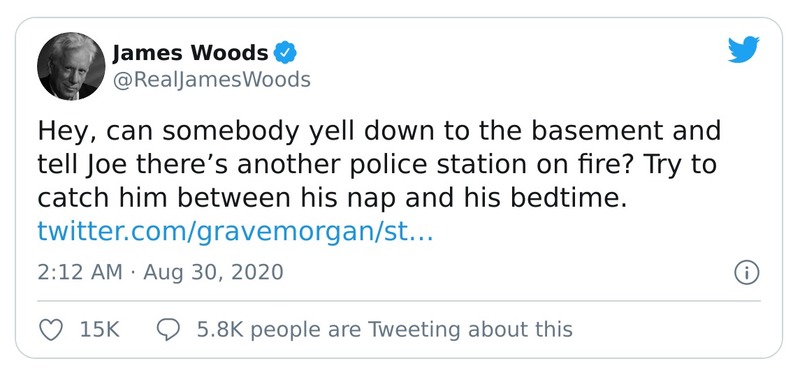 James Woods
@RealJamesWoods
Hey, can somebody yell down to the basement and
tell Joe there’s another police station on fire? Try to
catch him between his nap and his bedtime.
twitter.com/gravemorgan/st…
2:12 AM · Aug 30, 2020
15K 5.8K people are Tweeting about this